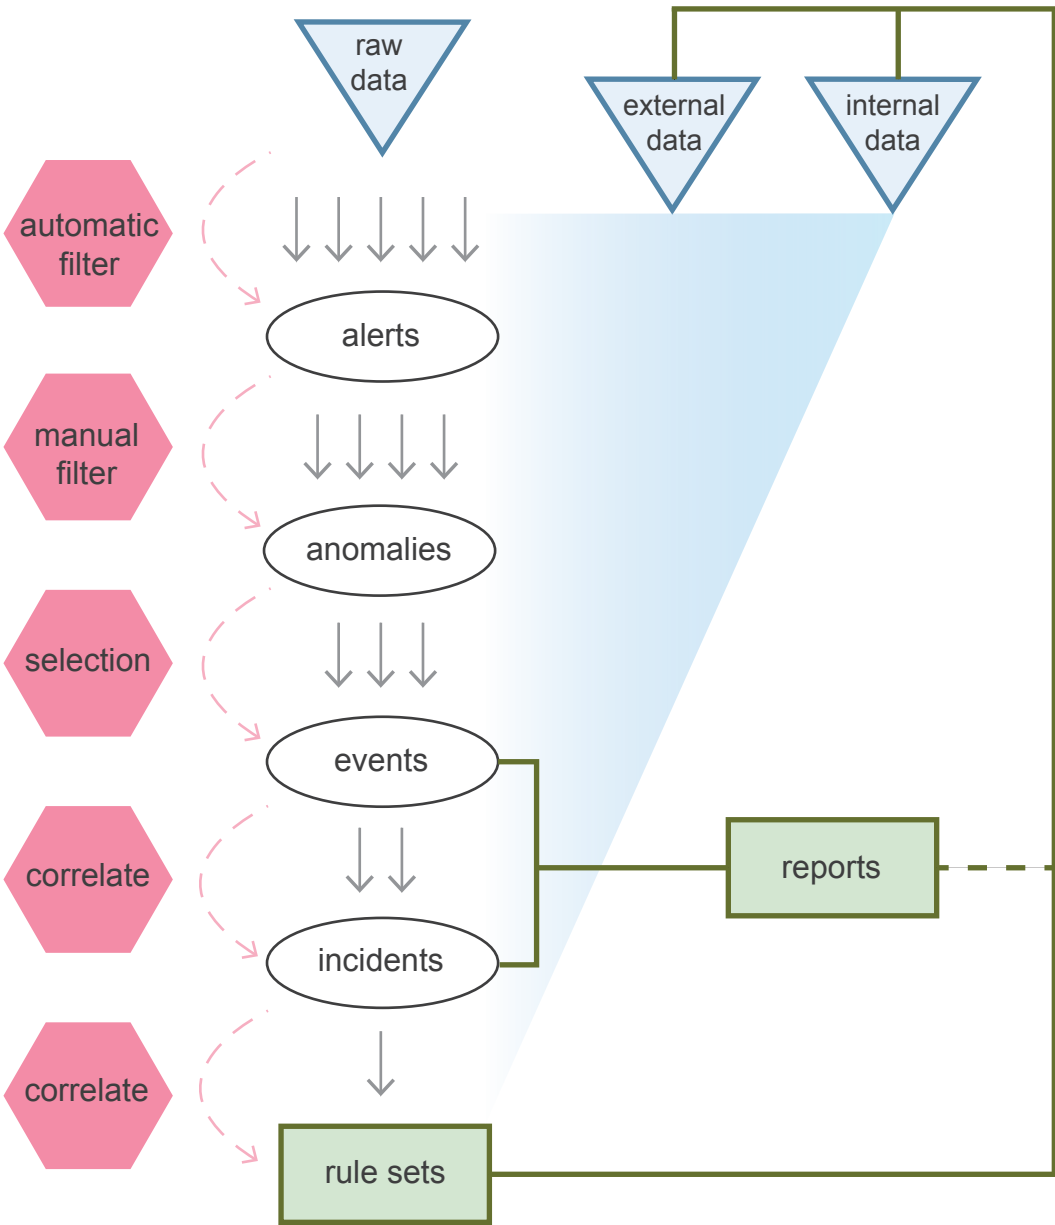 raw
data
external
data
internal
data
automatic
filter
alerts
manual
filter
anomalies
selection
events
correlate
reports
incidents
correlate
rule sets